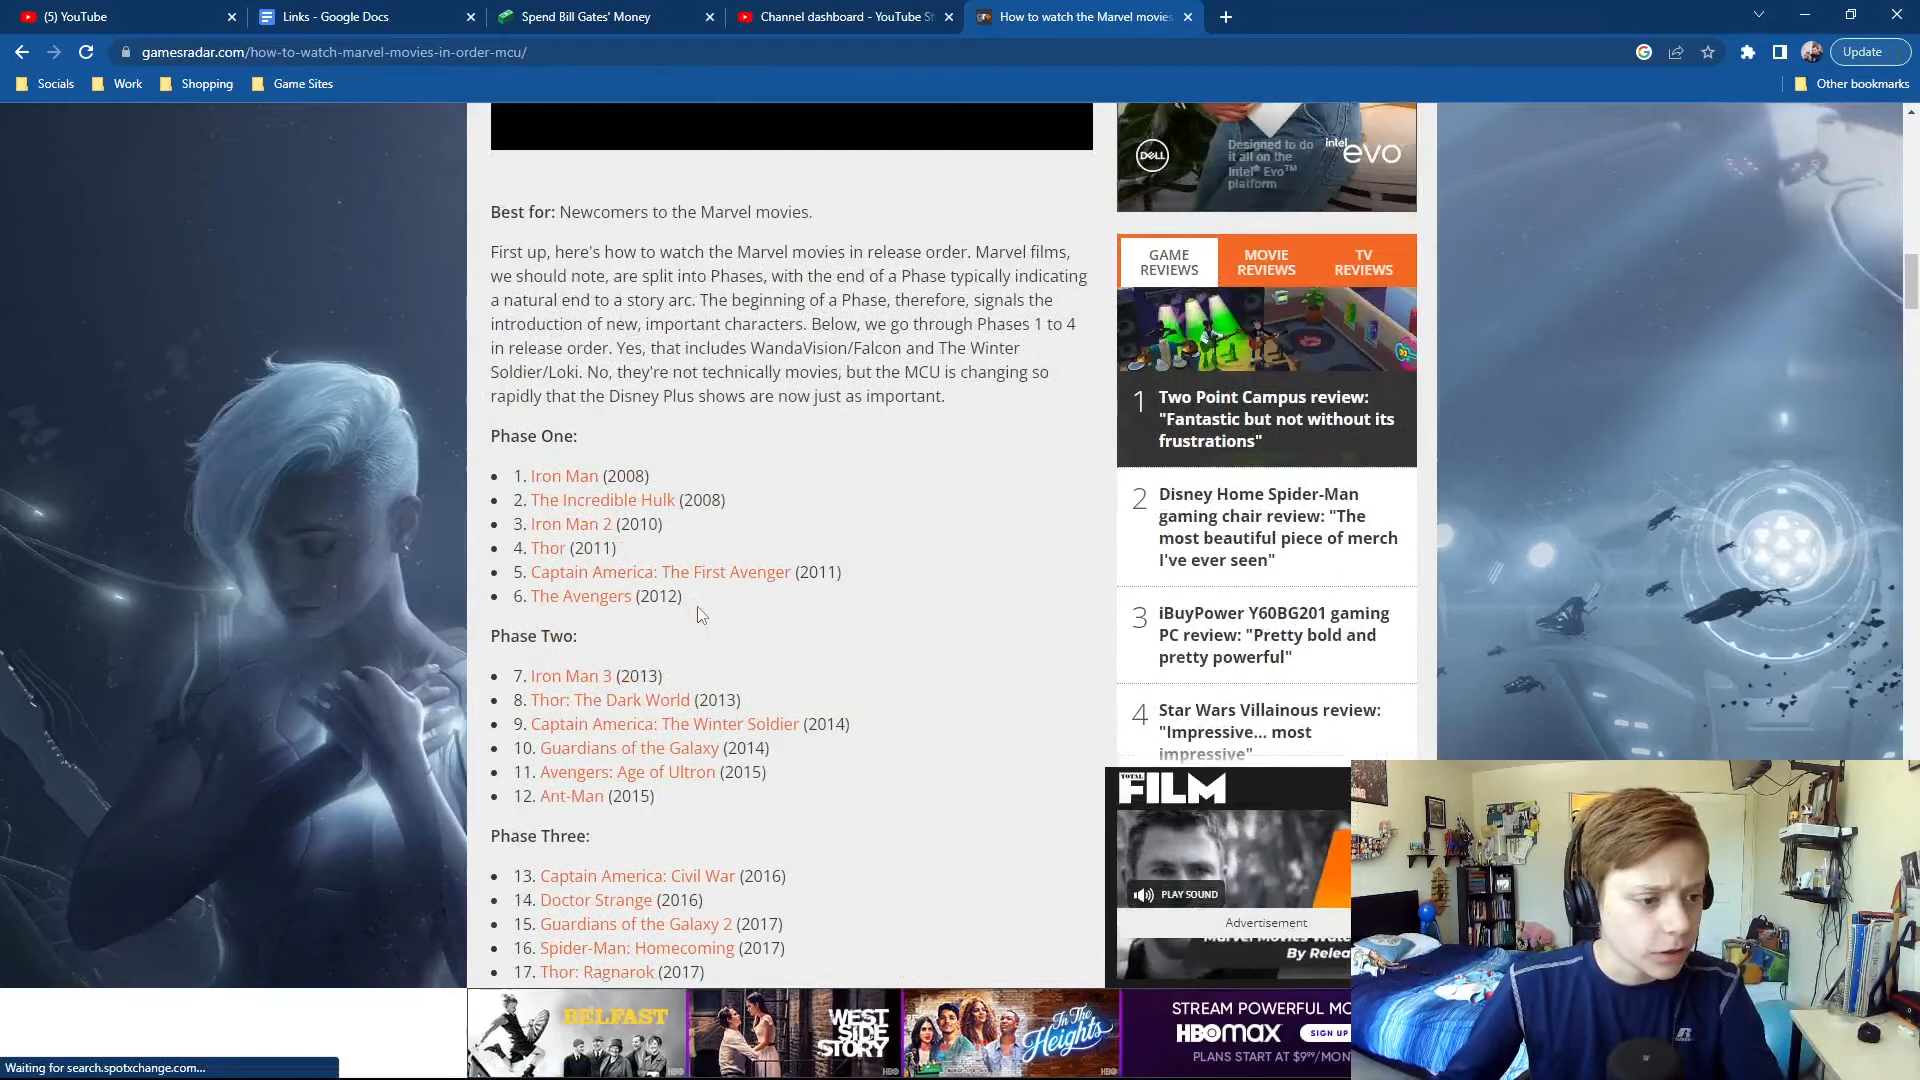 (5) YouTube
Links - Google Docs
Spend Bill Gates' Money
Channel dashboard - YouTube St
How to watch the Marvel movies
gamesradar.com/how-to-watch-marvel-movies-in-order-mcu/
Update
Socials
Work
Shopping
Game Sites
Other bookmarks
DELL
Designed to do
it all on the
Intel® Evo™
platform
intel
evo
Best for: Newcomers to the Marvel movies.
First up, here's how to watch the Marvel movies in release order. Marvel films,
we should note, are split into Phases, with the end of a Phase typically indicating
a natural end to a story arc. The beginning of a Phase, therefore, signals the
introduction of new, important characters. Below, we go through Phases 1 to 4
in release order. Yes, that includes WandaVision/Falcon and The Winter
Soldier/Loki. No, they're not technically movies, but the MCU is changing so
rapidly that the Disney Plus shows are now just as important.
Phase One:
1. Iron Man (2008)
2. The Incredible Hulk (2008)
3. Iron Man 2 (2010)
4. Thor (2011)
5. Captain America: The First Avenger (2011)
6. The Avengers (2012)
Phase Two:
7. Iron Man 3 (2013)
8. Thor: The Dark World (2013)
9. Captain America: The Winter Soldier (2014)
10. Guardians of the Galaxy (2014)
11. Avengers: Age of Ultron (2015)
12. Ant-Man (2015)
Phase Three:
13. Captain America: Civil War (2016)
14. Doctor Strange (2016)
15. Guardians of the Galaxy 2 (2017)
16. Spider-Man: Homecoming (2017)
17. Thor: Ragnarok (2017)
GAME
REVIEWS
MOVIE
REVIEWS
TV
REVIEWS
1 Two Point Campus review:
"Fantastic but not without its
frustrations"
2 Disney Home Spider-Man
gaming chair review: "The
most beautiful piece of merch
I've ever seen"
3 iBuyPower Y60BG201 gaming
PC review: "Pretty bold and
pretty powerful"
4 Star Wars Villainous review:
"Impressive... most
impressive"
TOTAL
FILM
PLAY SOUND
Advertisement
Marvel Movies Wat
By Relea
BELFAST
HBO
WEST
SIDE
STORY
HBO
In The
Heights
HBO
STREAM POWERFUL MO
HBOMAX
SIGN UP
PLANS START AT $9⁹⁹/MON
Waiting for search.spotxchange.com...